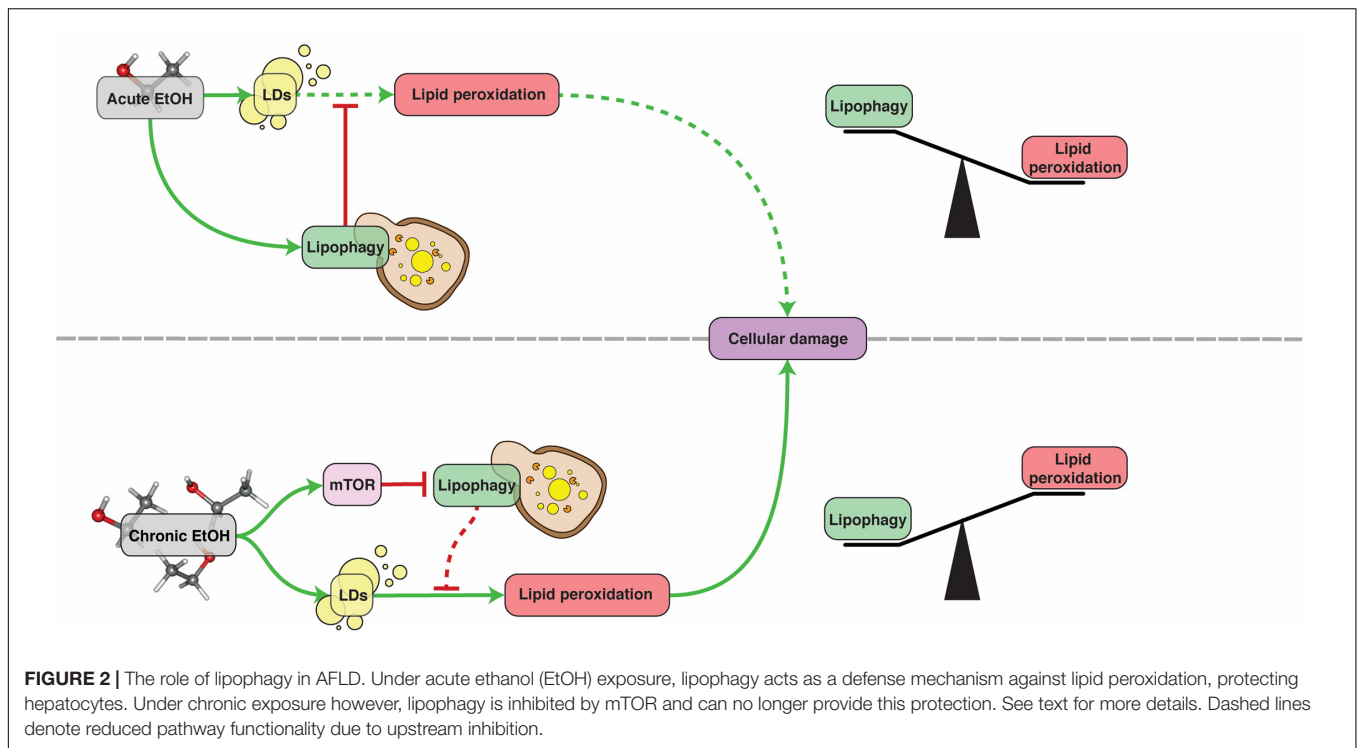 Acute EtOH
LDs
Lipid peroxidation
Lipophagy
Lipophagy
Lipid
peroxidation
Cellular damage
mTOR
Lipophagy
Chronic EtOH
LDs
Lipid peroxidation
Lipid
peroxidation
Lipophagy
FIGURE 2 | The role of lipophagy in AFLD. Under acute ethanol (EtOH) exposure, lipophagy acts as a defense mechanism against lipid peroxidation, protecting
hepatocytes. Under chronic exposure however, lipophagy is inhibited by mTOR and can no longer provide this protection. See text for more details. Dashed lines
denote reduced pathway functionality due to upstream inhibition.